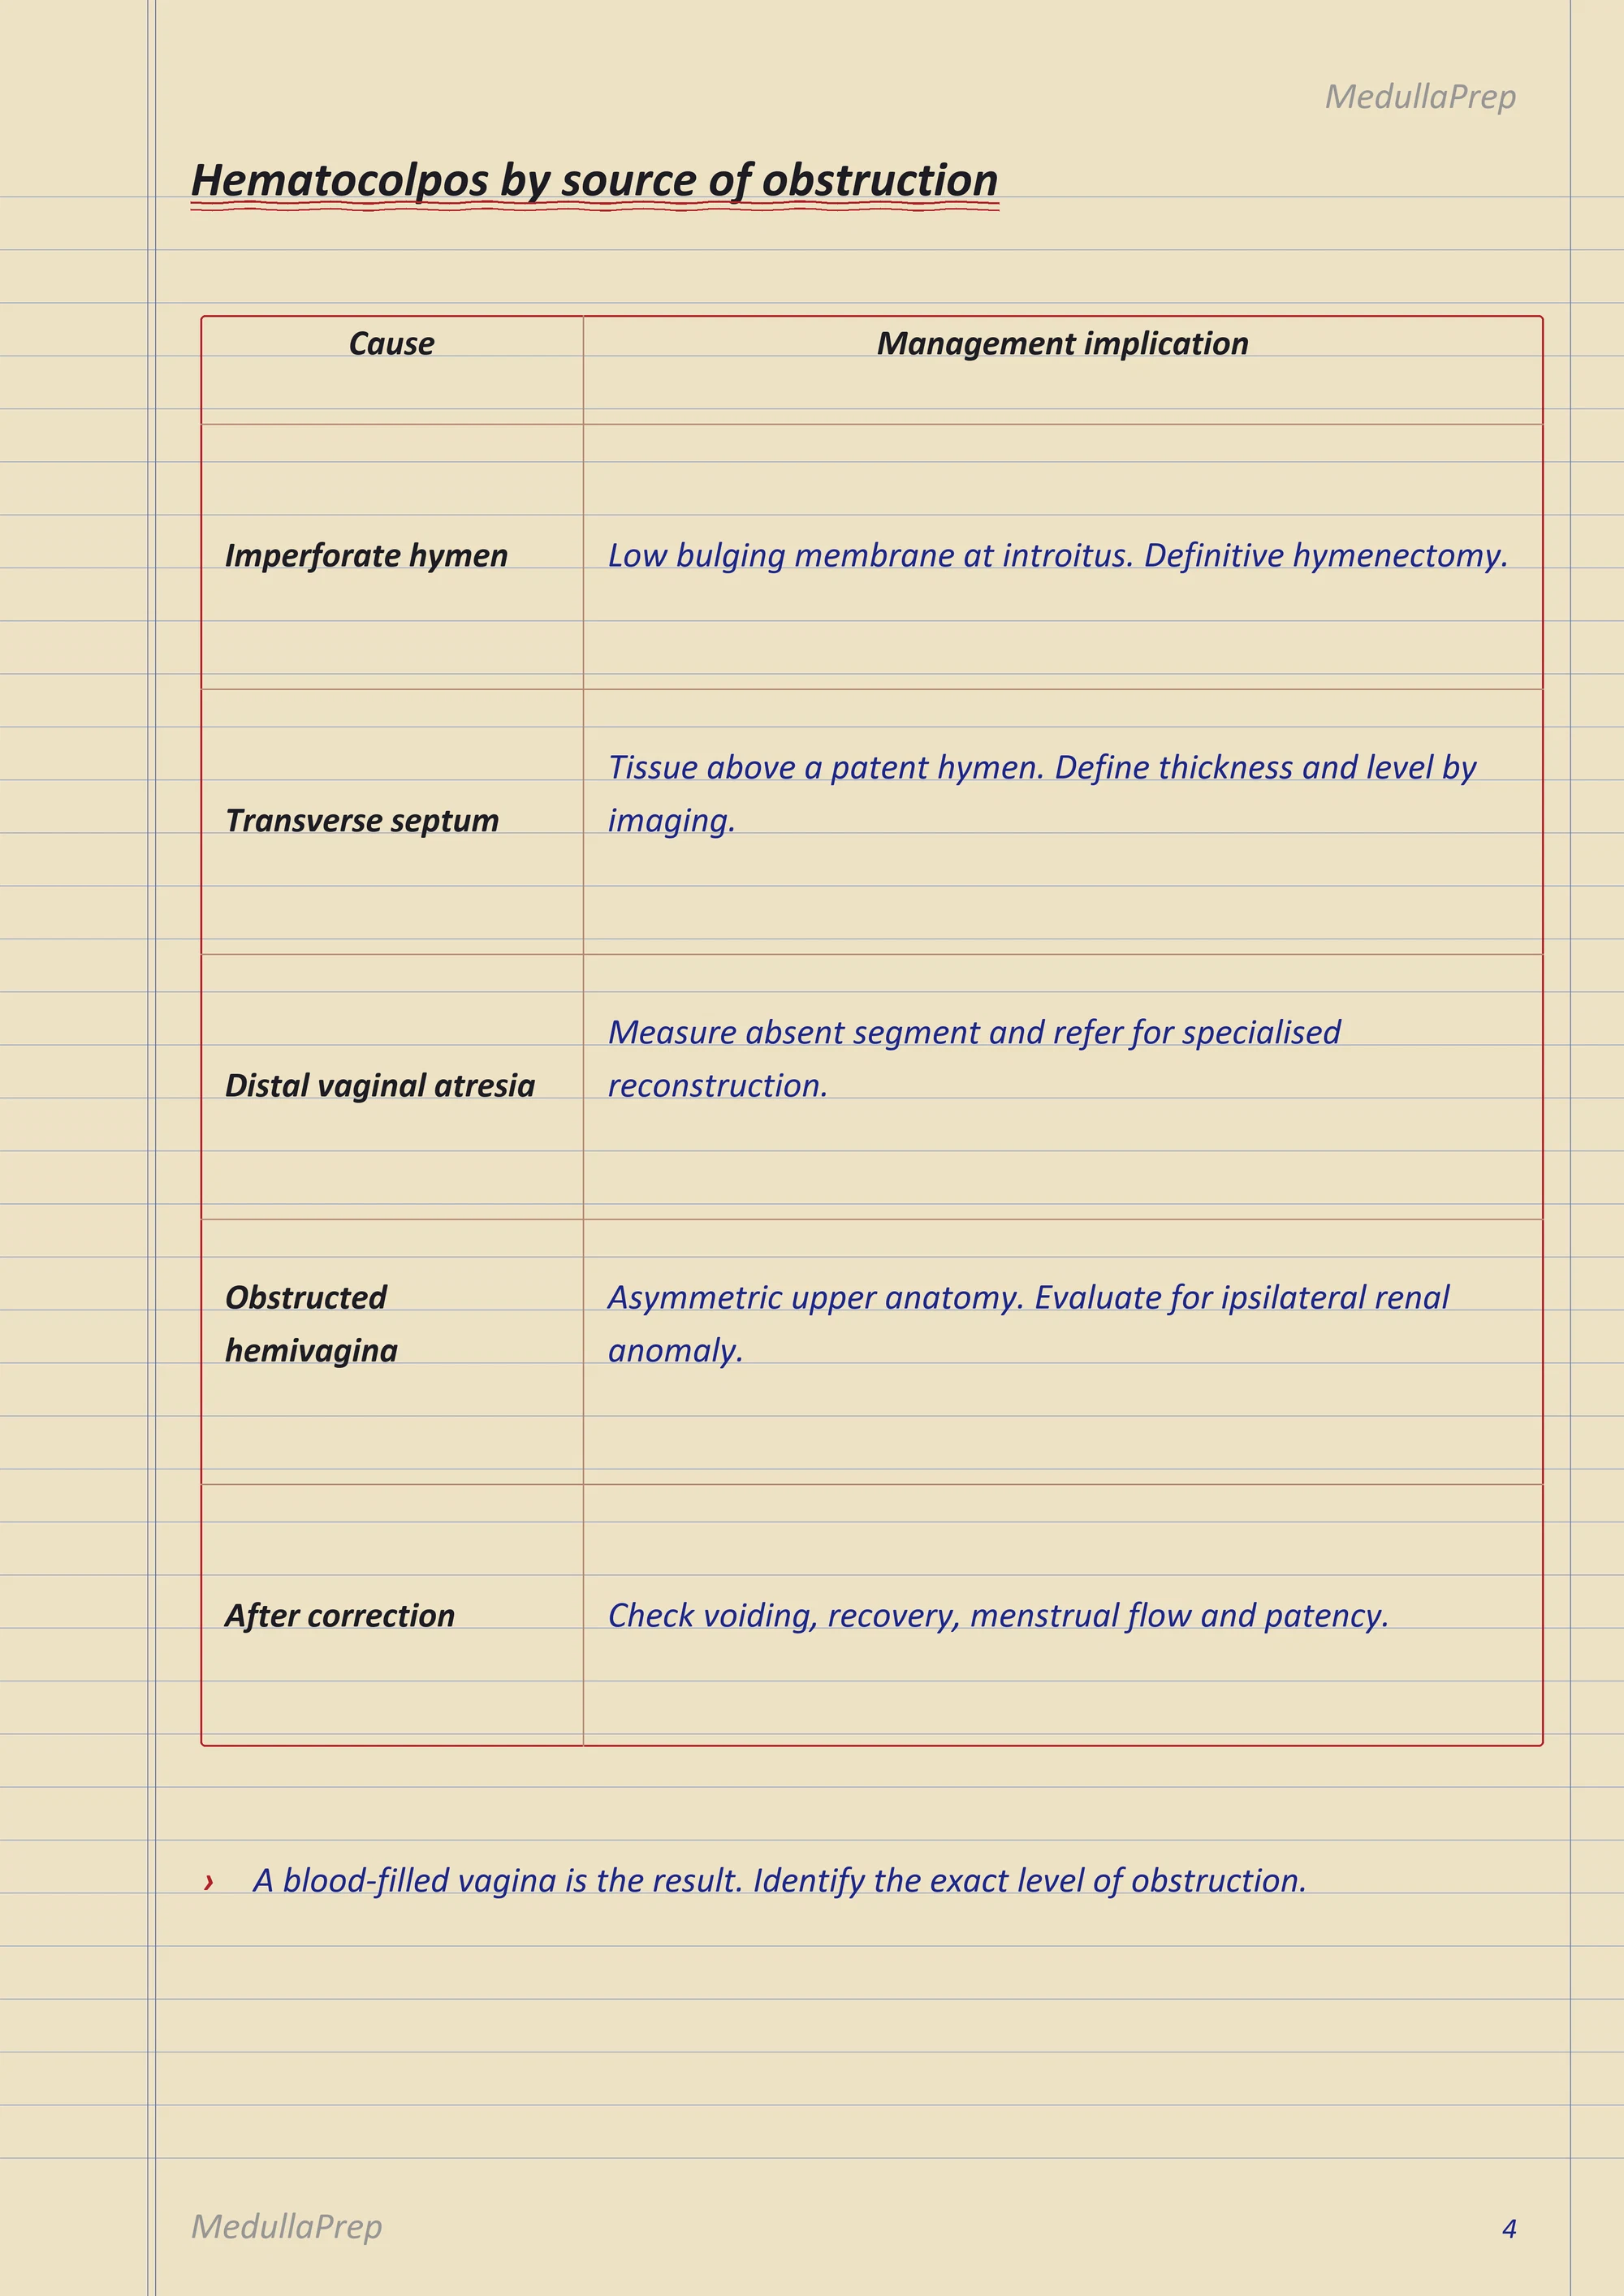 MedullaPrep
Hematocolpos by source of obstruction
Cause
Management implication
Imperforate hymen
Low bulging membrane at introitus. Definitive hymenectomy.
Transverse septum
Tissue above a patent hymen. Define thickness and level by
imaging.
Distal vaginal atresia
Measure absent segment and refer for specialised
reconstruction.
Obstructed
hemivagina
Asymmetric upper anatomy. Evaluate for ipsilateral renal
anomaly.
After correction
Check voiding, recovery, menstrual flow and patency.
› A blood-filled vagina is the result. Identify the exact level of obstruction.
MedullaPrep
4